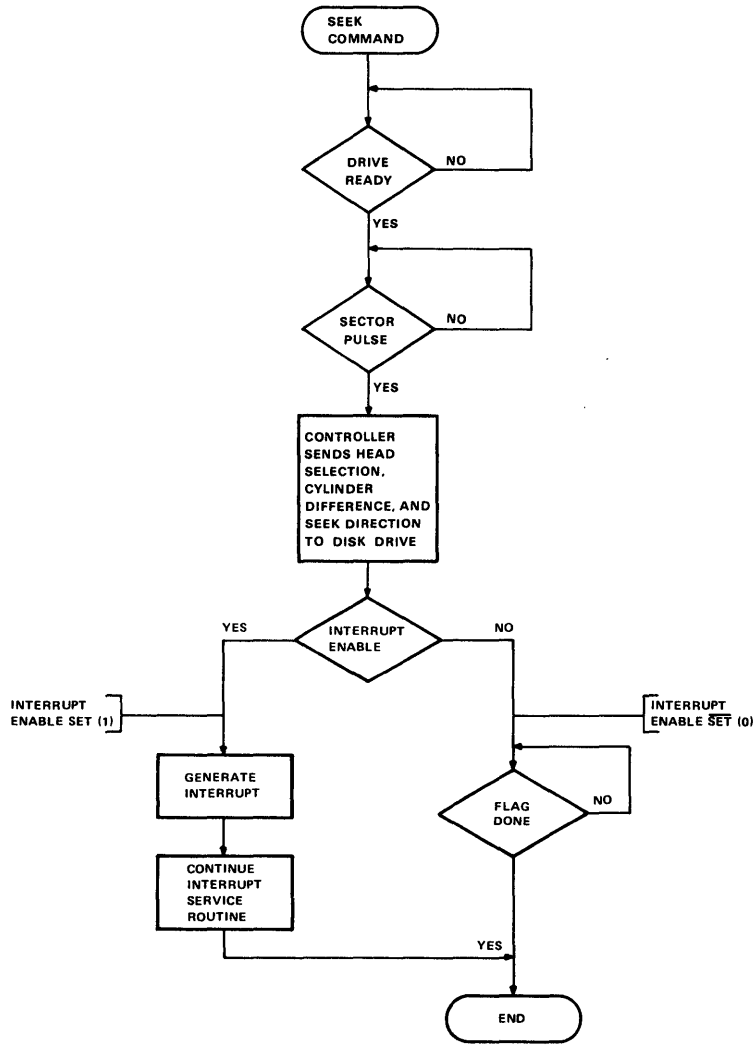 SEEK
COMMAND
DRIVE
READY
NO
YES
SECTOR
PULSE
NO
YES
CONTROLLER
SENDS HEAD
SELECTION,
CYLINDER
DIFFERENCE, AND
SEEK DIRECTION
TO DISK DRIVE
YES
INTERRUPT
ENABLE
NO
INTERRUPT
ENABLE SET (1)
INTERRUPT
ENABLE S̅E̅T̅ (0)
GENERATE
INTERRUPT
FLAG
DONE
NO
CONTINUE
INTERRUPT
SERVICE
ROUTINE
YES
END